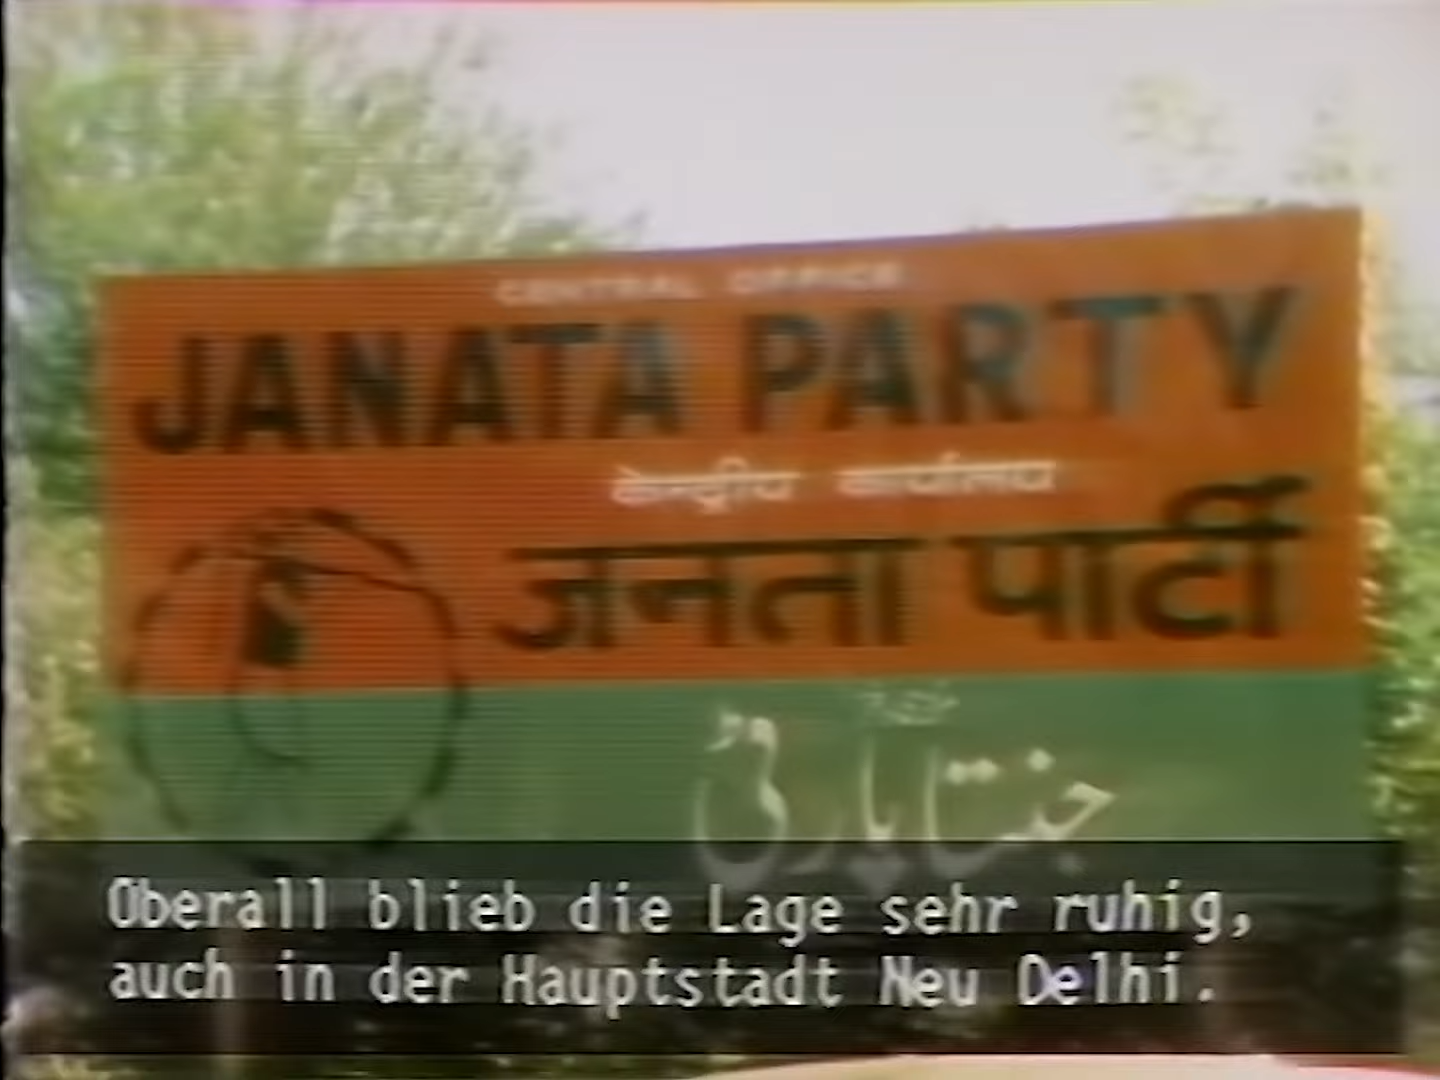 CENTRAL OFFICE
JANATA PARTY
केन्द्रीय कार्यालय
जनता पार्टी
جنتا پارٹی
Überall blieb die Lage sehr ruhig,
auch in der Hauptstadt Neu Delhi.